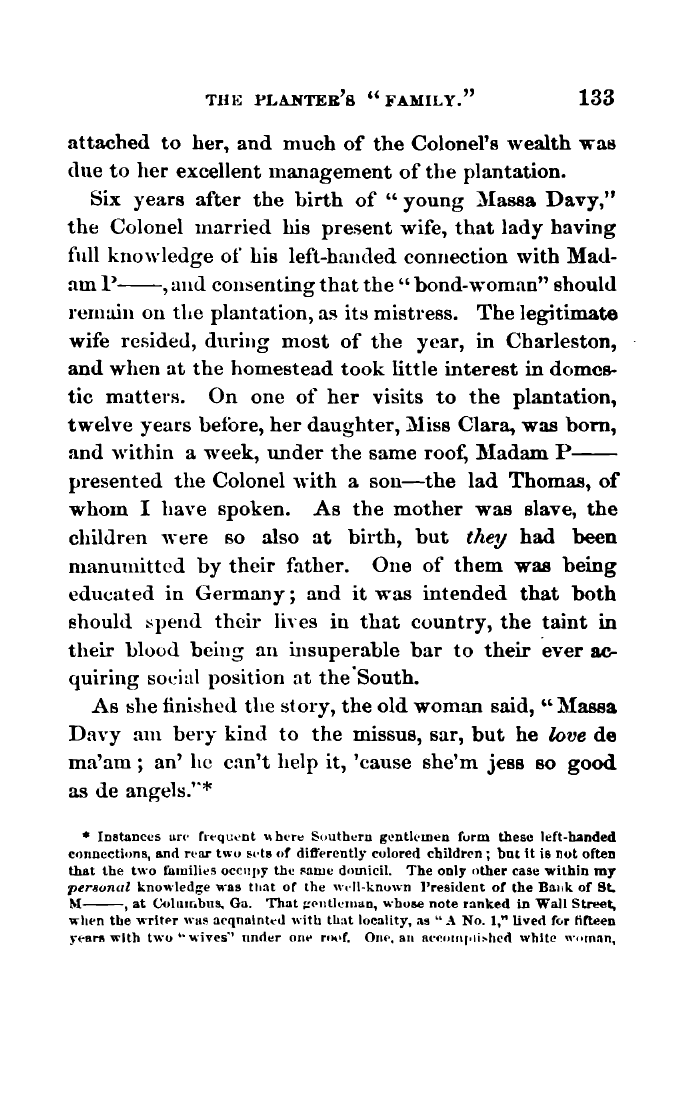 THE PLANTER'S “FAMILY.” 133
attached to her, and much of the Colonel's wealth was
due to her excellent management of the plantation.
Six years after the birth of “young Massa Davy,”
the Colonel married his present wife, that lady having
full knowledge of his left-handed connection with Mad-
am P——, and consenting that the “bond-woman” should
remain on the plantation, as its mistress. The legitimate
wife resided, during most of the year, in Charleston,
and when at the homestead took little interest in domes-
tic matters. On one of her visits to the plantation,
twelve years before, her daughter, Miss Clara, was born,
and within a week, under the same roof, Madam P——
presented the Colonel with a son—the lad Thomas, of
whom I have spoken. As the mother was slave, the
children were so also at birth, but they had been
manumitted by their father. One of them was being
educated in Germany; and it was intended that both
should spend their lives in that country, the taint in
their blood being an insuperable bar to their ever ac-
quiring social position at the South.
As she finished the story, the old woman said, “Massa
Davy am bery kind to the missus, sar, but he love de
ma'am; an' he can't help it, 'cause she'm jess so good
as de angels.”*
* Instances are frequent where Southern gentlemen form these left-handed
connections, and rear two sets of differently colored children; but it is not often
that the two families occupy the same domicil. The only other case within my
personal knowledge was that of the well-known President of the Bank of St.
M——, at Columbus, Ga. That gentleman, whose note ranked in Wall Street,
when the writer was acqnainted with that locality, as “A No. 1,” lived for fifteen
years with two “wives” under one roof. One, an accomplished white woman,